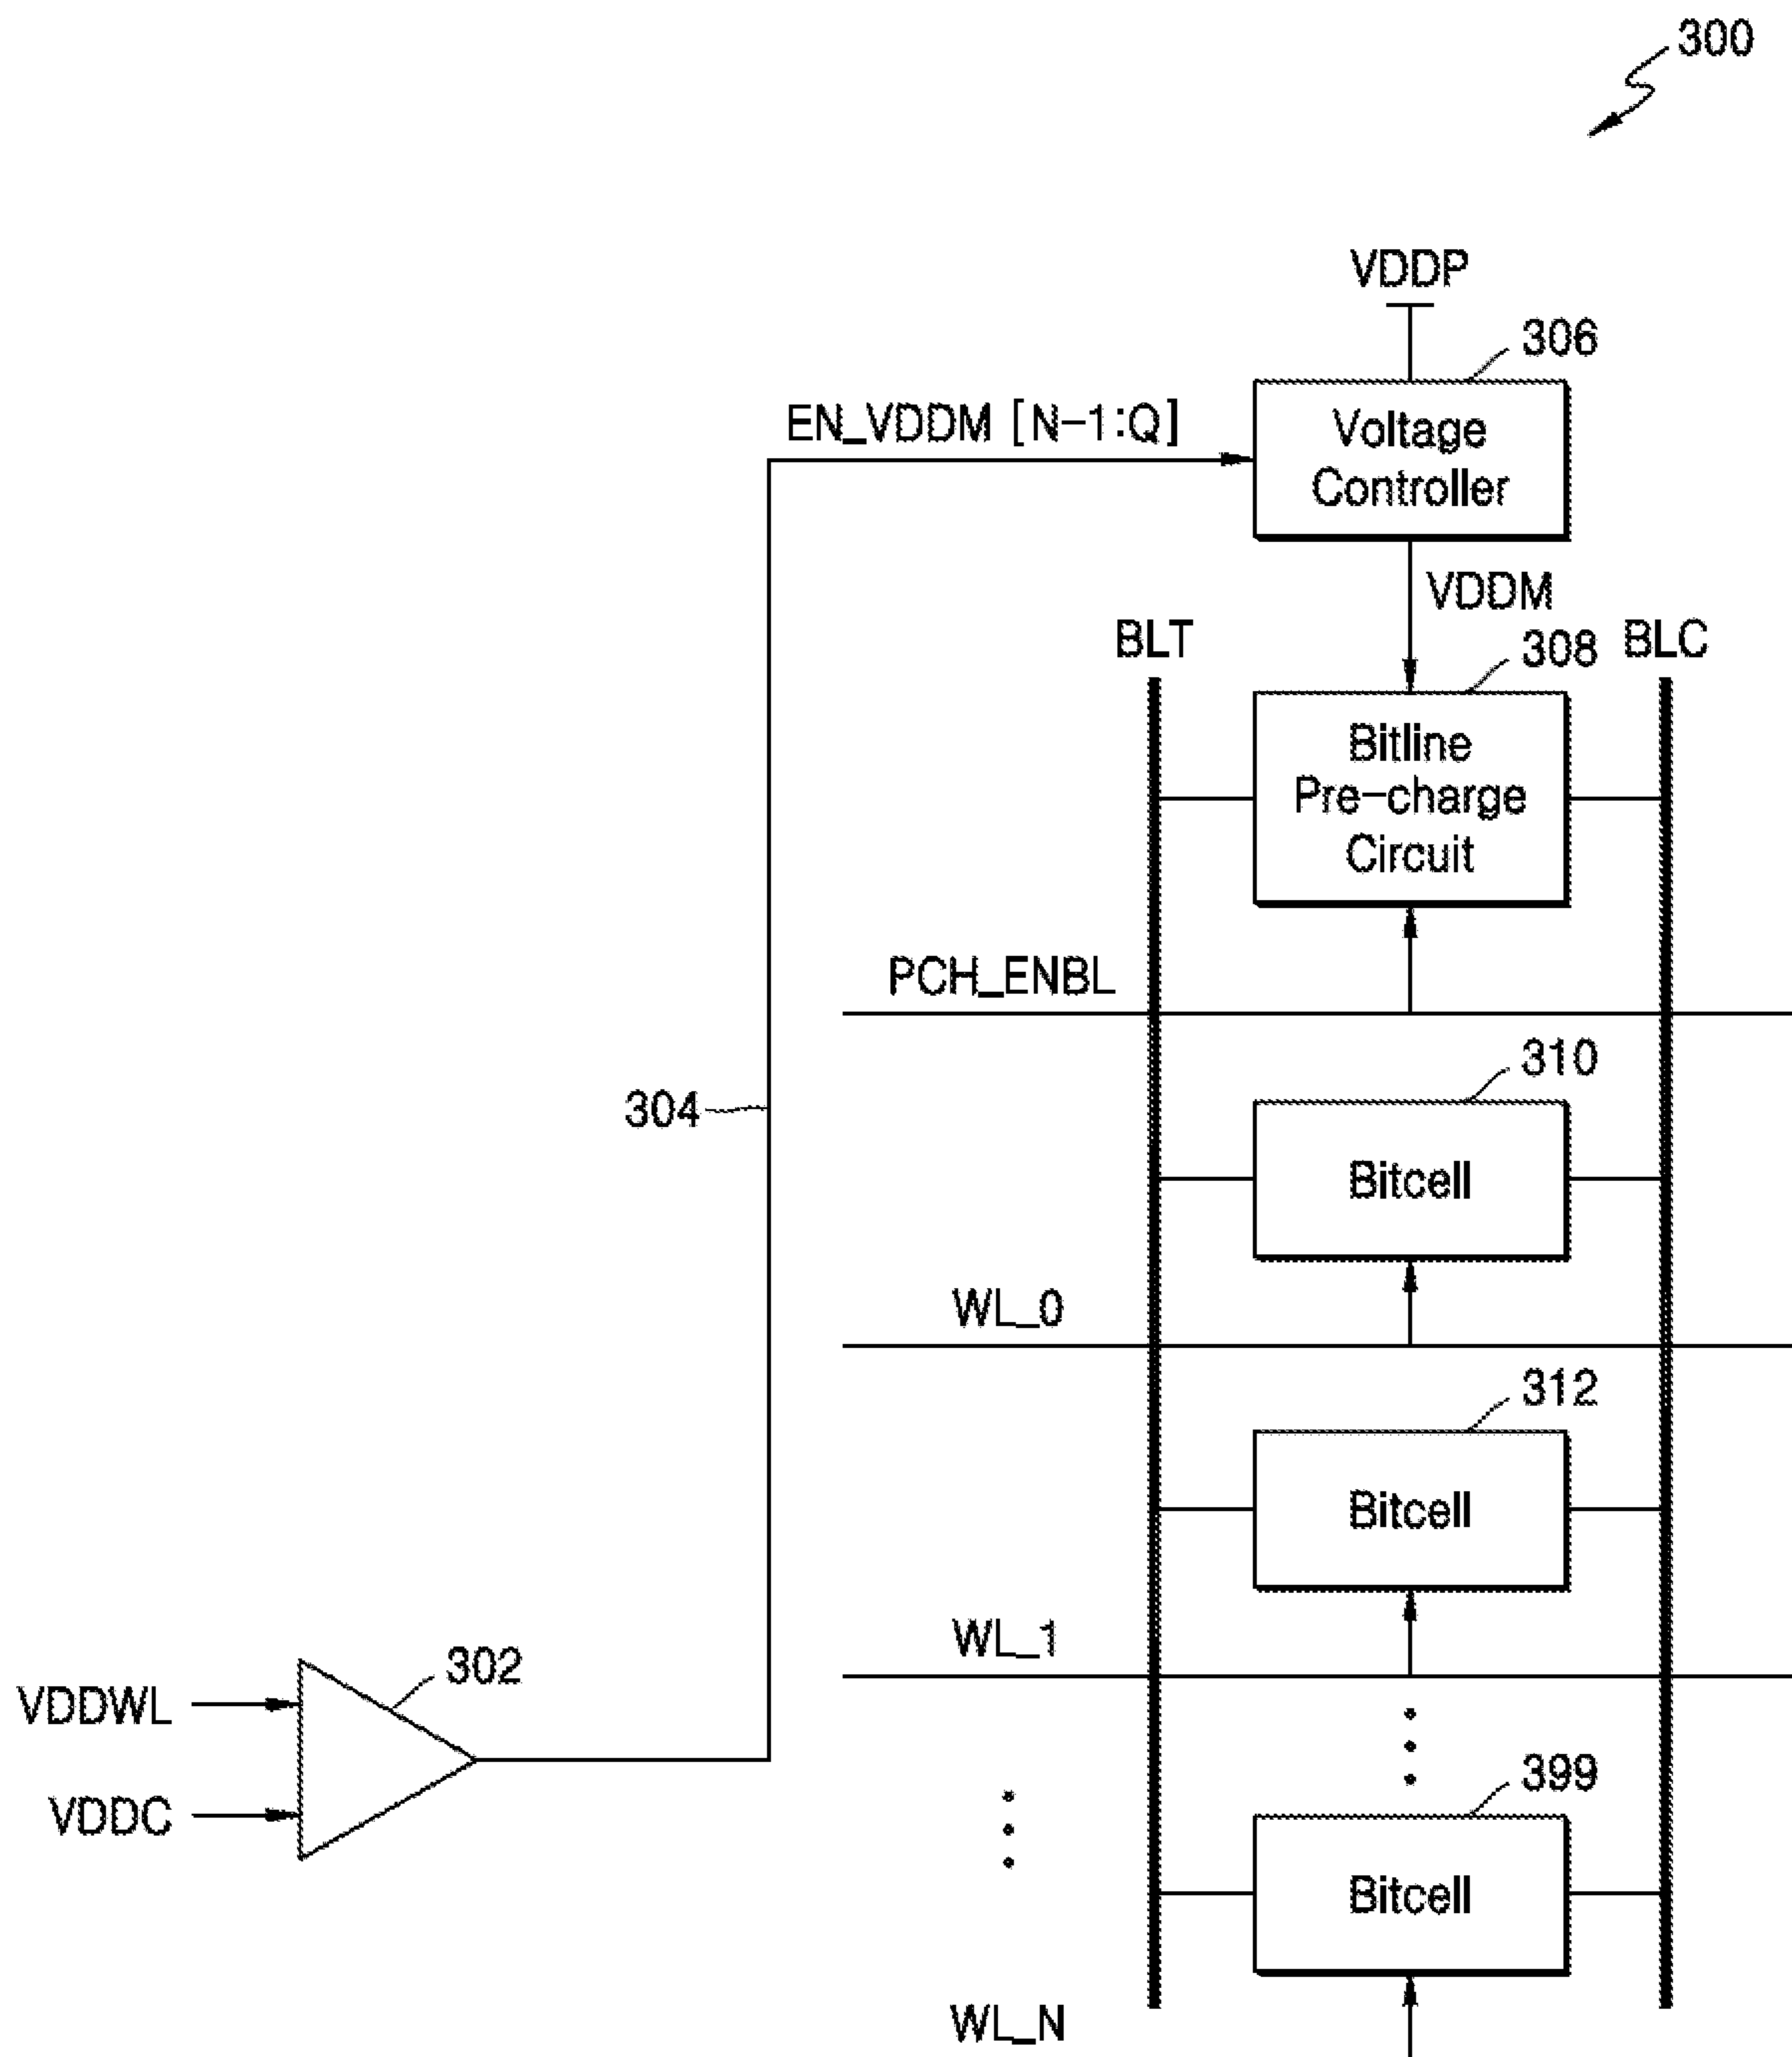 300
VDDP
306
EN_VDDM [N-1:Q]
Voltage
Controller
VDDM
BLT
308
BLC
Bitline
Pre-charge
Circuit
PCH_ENBL
310
304
Bitcell
WL_0
312
Bitcell
WL_1
302
VDDWL
399
VDDC
Bitcell
WL_N